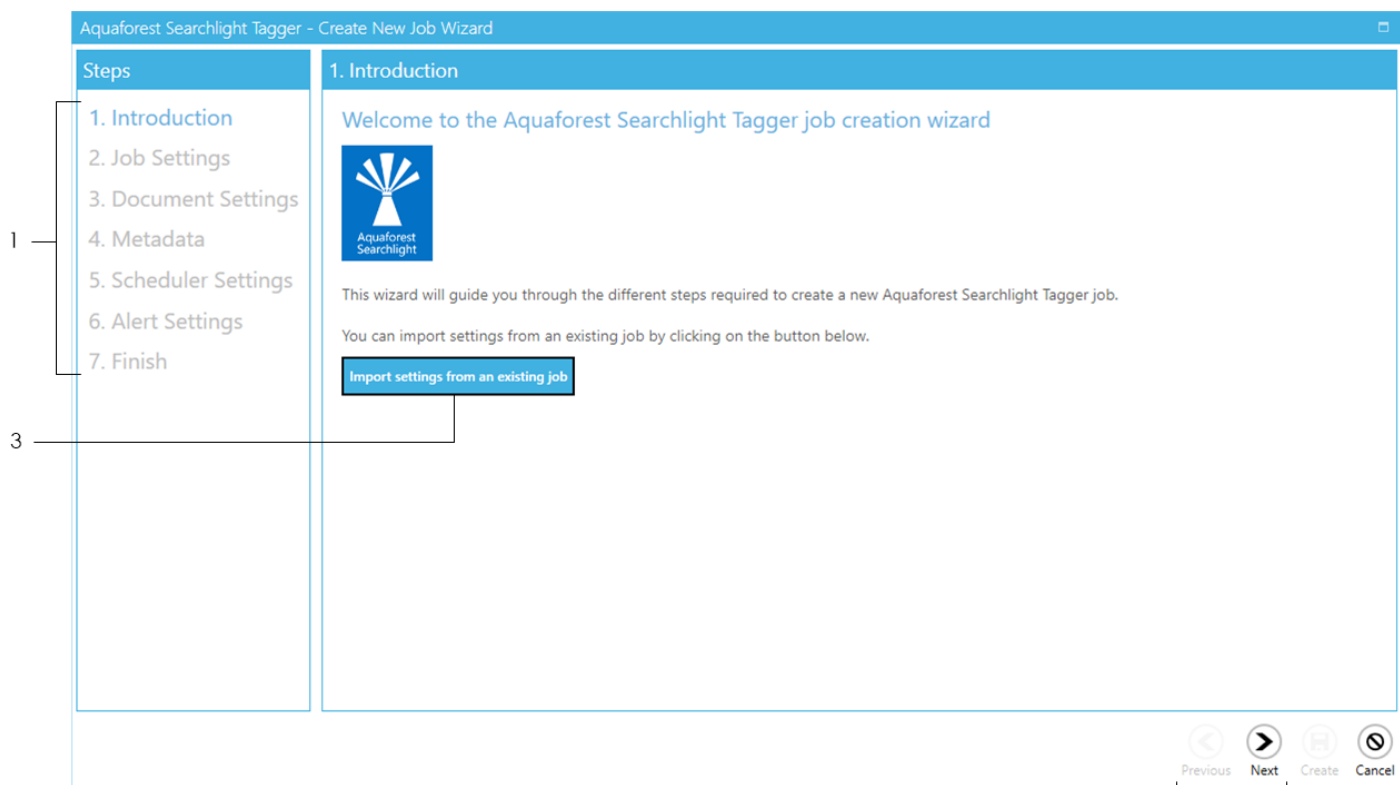 Aquaforest Searchlight Tagger - Create New Job Wizard
Steps
1. Introduction
2. Job Settings
3. Document Settings
4. Metadata
5. Scheduler Settings
6. Alert Settings
7. Finish
1
3
1. Introduction
Welcome to the Aquaforest Searchlight Tagger job creation wizard
Aquaforest
Searchlight
This wizard will guide you through the different steps required to create a new Aquaforest Searchlight Tagger job.
You can import settings from an existing job by clicking on the button below.
Import settings from an existing job
Previous Next Create Cancel